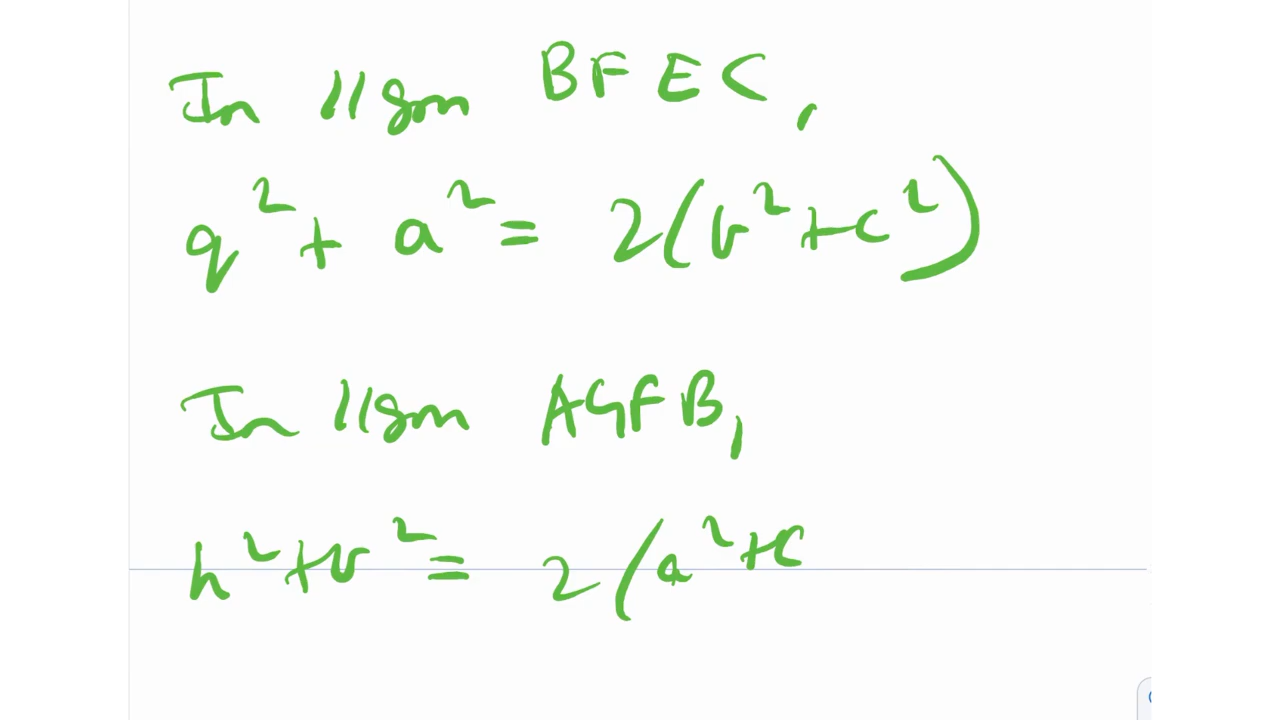 In ||gm BFEC,
q² + a² = 2(b²+c²)
In ||gm AGFB,
h²+b² = 2(a²+c